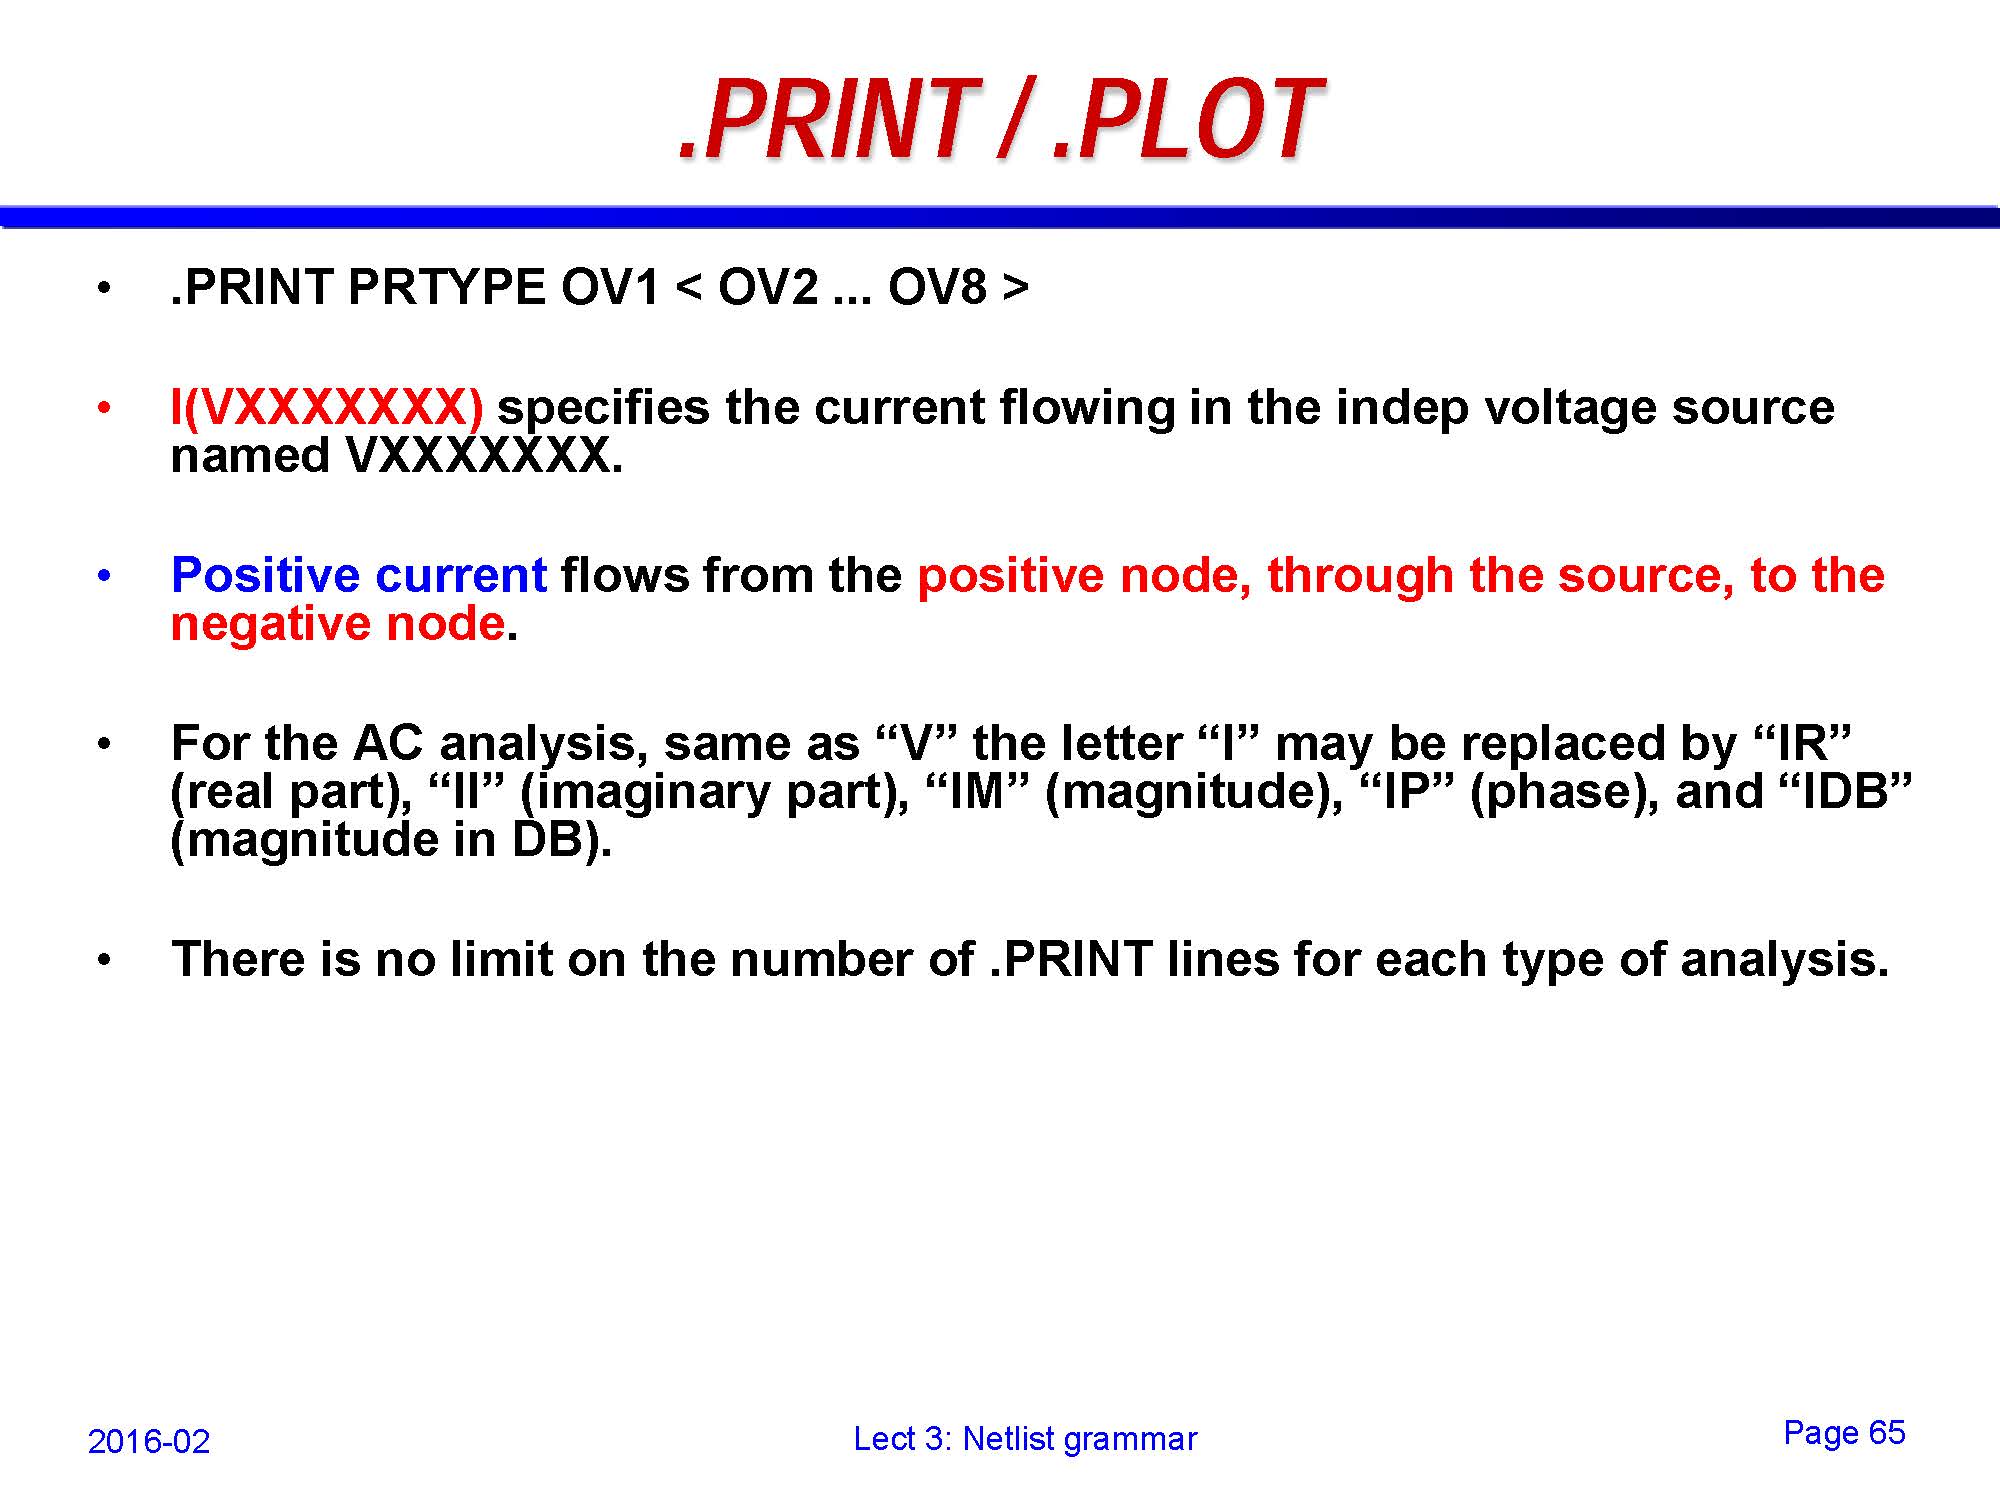 .PRINT / .PLOT
• .PRINT PRTYPE OV1 < OV2 ... OV8 >
• I(VXXXXXXX) specifies the current flowing in the indep voltage source
named VXXXXXXX.
• Positive current flows from the positive node, through the source, to the
negative node.
• For the AC analysis, same as “V” the letter “I” may be replaced by “IR”
(real part), “II” (imaginary part), “IM” (magnitude), “IP” (phase), and “IDB”
(magnitude in DB).
• There is no limit on the number of .PRINT lines for each type of analysis.
2016-02
Lect 3: Netlist grammar
Page 65